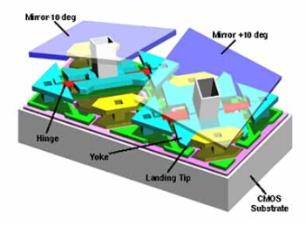 Mirror 10 deg
Mirror +10 deg
Hinge
Yoke
Landing Tip
CMOS
Substrate